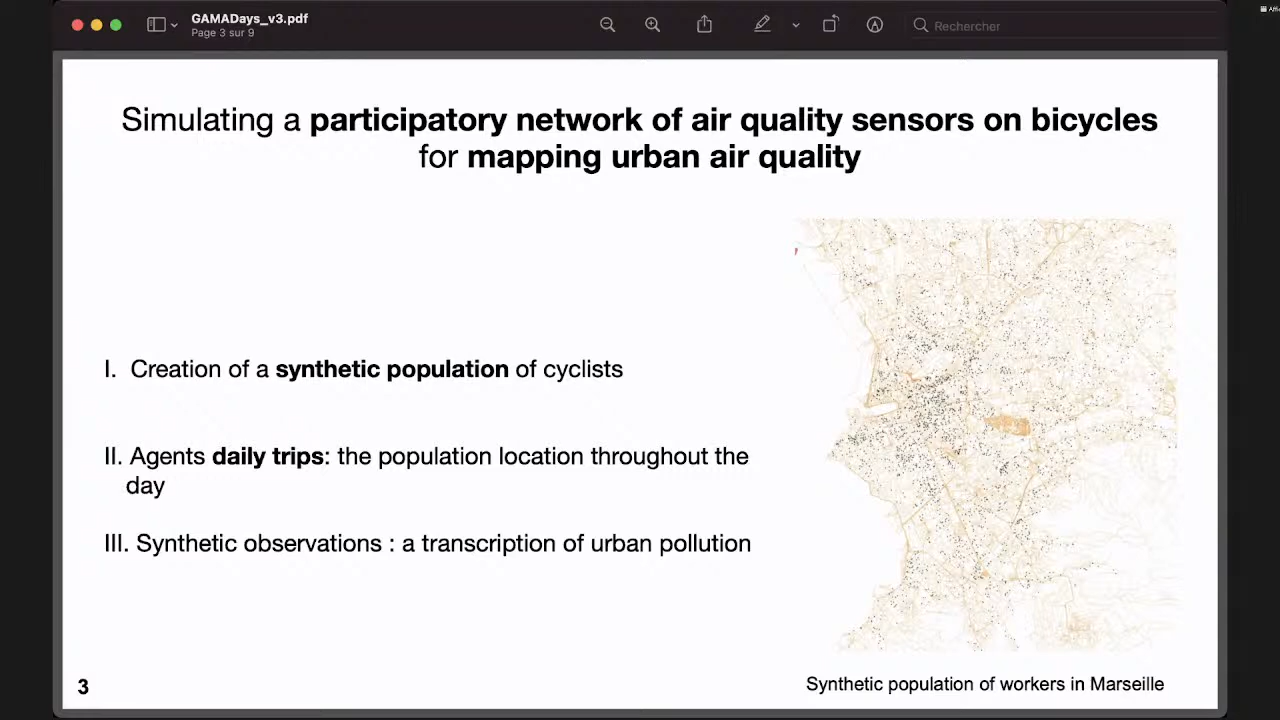 GAMADays_v3.pdf
Page 3 sur 9
Rechercher
Simulating a participatory network of air quality sensors on bicycles
for mapping urban air quality
I. Creation of a synthetic population of cyclists
II. Agents daily trips: the population location throughout the
day
III. Synthetic observations : a transcription of urban pollution
3
Synthetic population of workers in Marseille